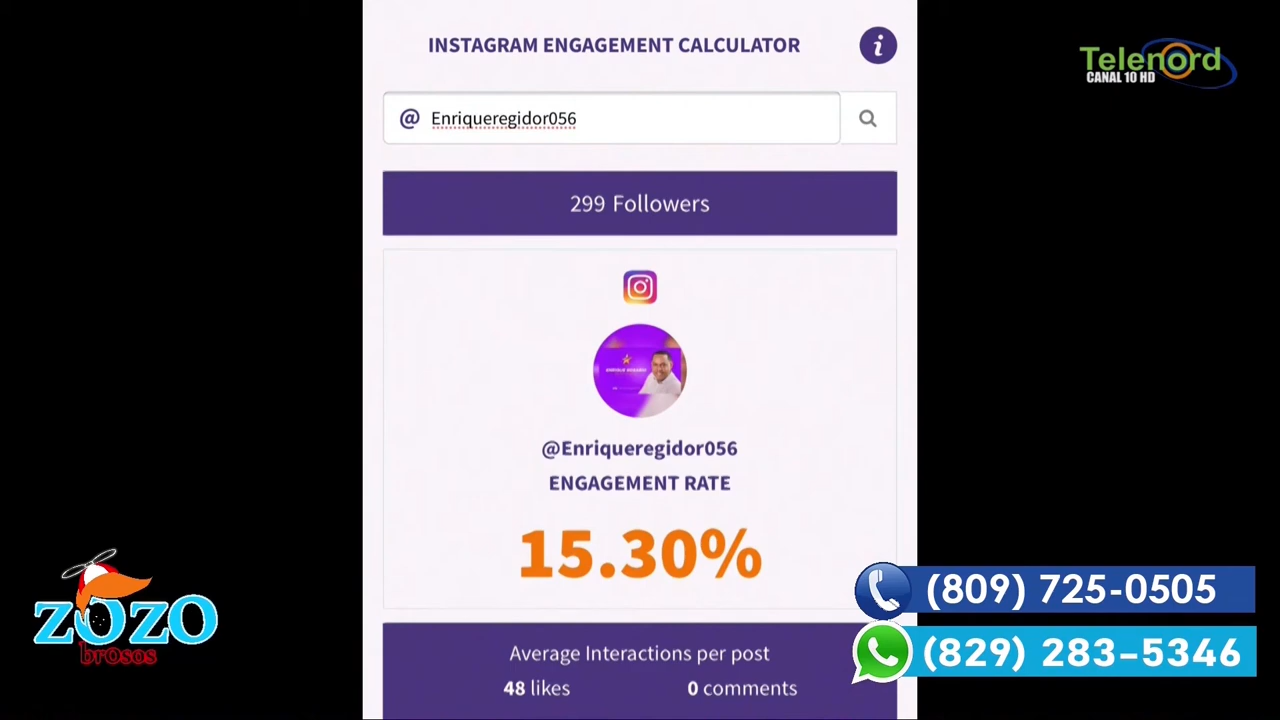 INSTAGRAM ENGAGEMENT CALCULATOR
i
Telenord
CANAL 10 HD
@ Enriqueregidor056
299 Followers
@Enriqueregidor056
ENGAGEMENT RATE
15.30%
Average Interactions per post
48 likes 0 comments
ZOZO
brOsos
(809) 725-0505
(829) 283-5346